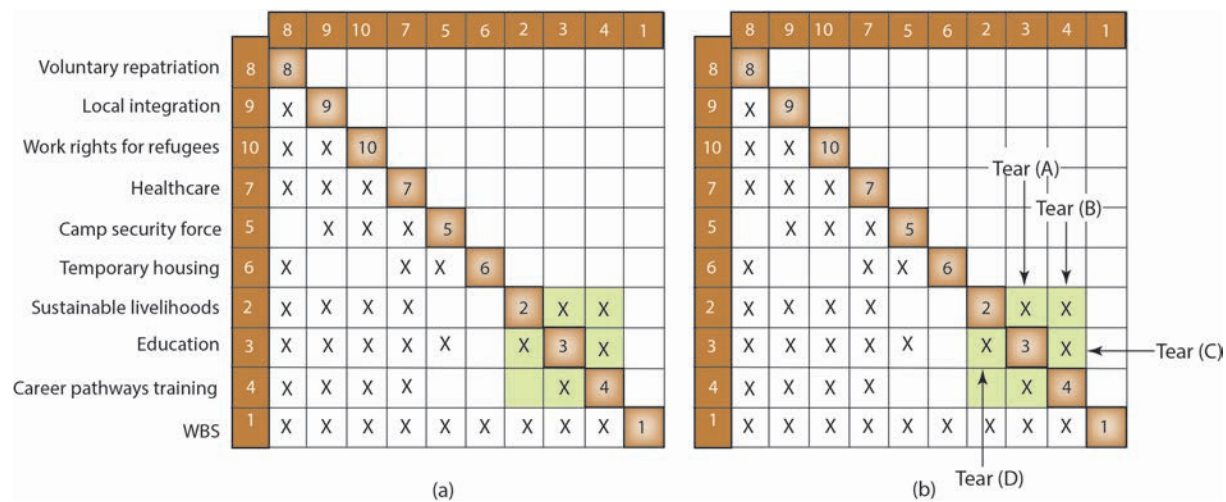 8 9 10 7 5 6 2 3 4 1
Voluntary repatriation 8 8
Local integration 9 X 9
Work rights for refugees 10 X X 10
Healthcare 7 X X X 7
Camp security force 5 X X X 5
Temporary housing 6 X X X 6
Sustainable livelihoods 2 X X X X 2 X X
Education 3 X X X X X X 3 X
Career pathways training 4 X X X X X 4
WBS 1 X X X X X X X X X 1
(a)
8 9 10 7 5 6 2 3 4 1
8 8
9 X 9
10 X X 10
Tear (A)
7 X X X 7
Tear (B)
5 X X X 5
6 X X X 6
2 X X X X 2 X X
3 X X X X X X 3 X Tear (C)
4 X X X X X 4
1 X X X X X X X X X 1
Tear (D)
(b)